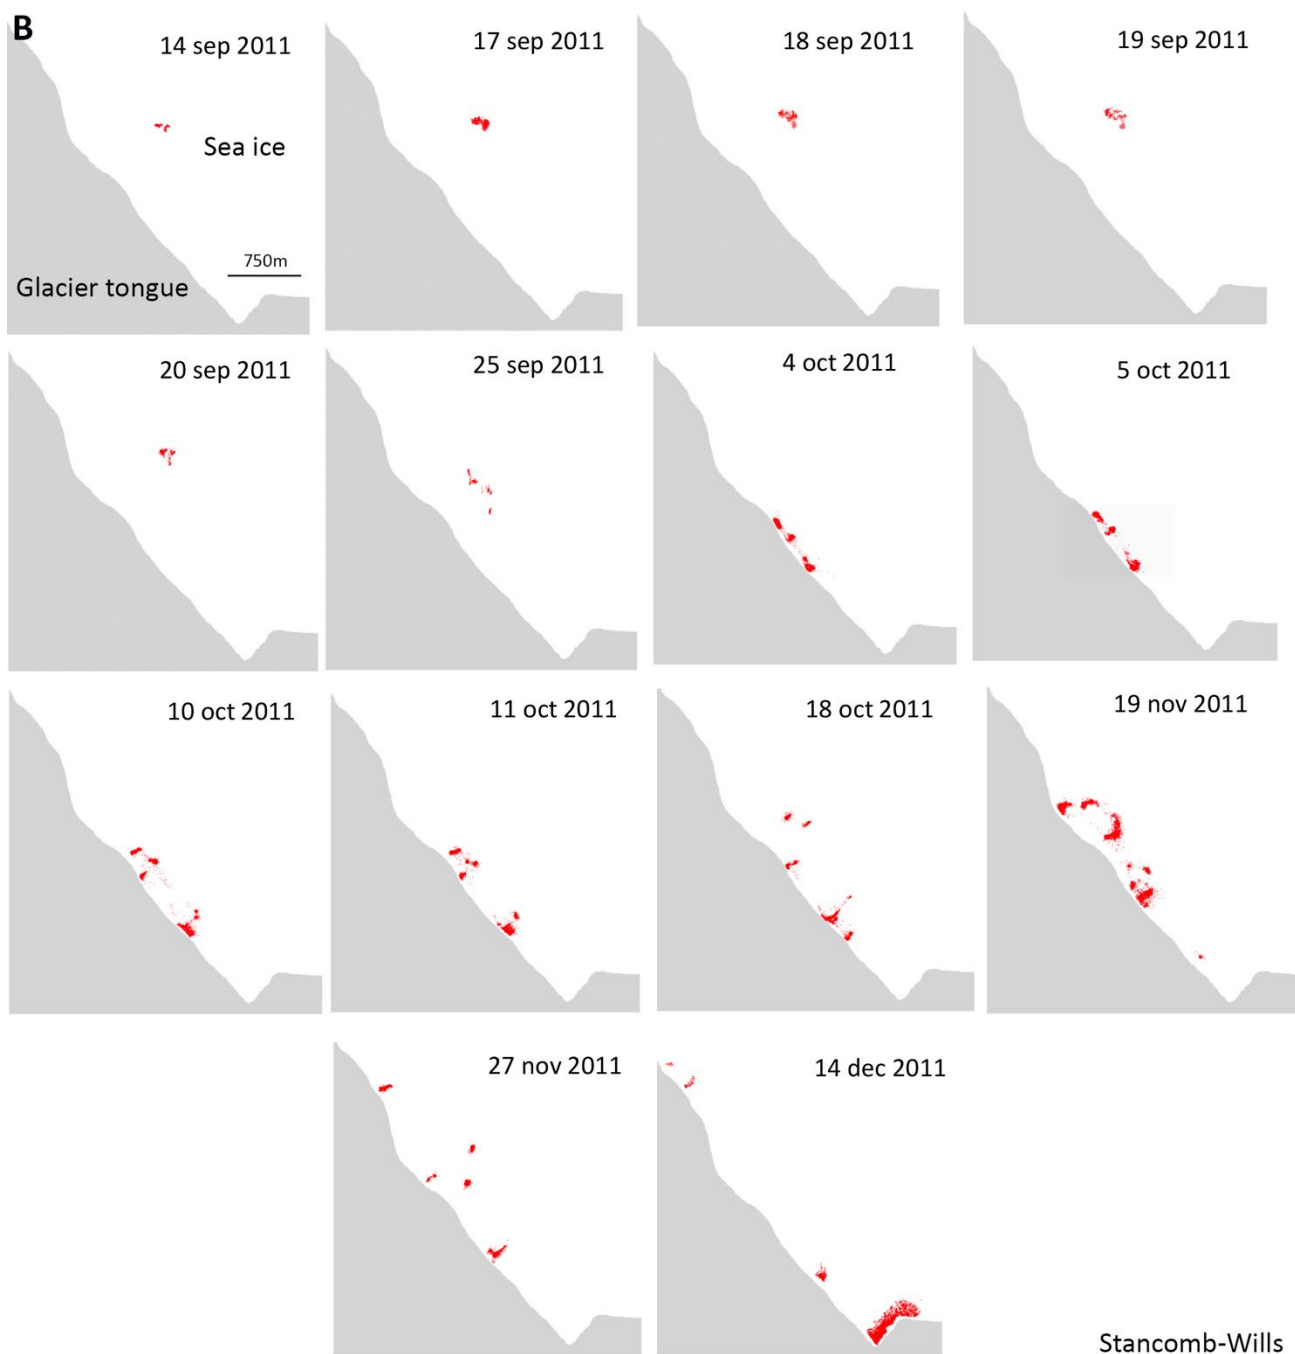 B
14 sep 2011
17 sep 2011
18 sep 2011
19 sep 2011
Sea ice
750m
Glacier tongue
20 sep 2011
25 sep 2011
4 oct 2011
5 oct 2011
10 oct 2011
11 oct 2011
18 oct 2011
19 nov 2011
27 nov 2011
14 dec 2011
Stancomb-Wills